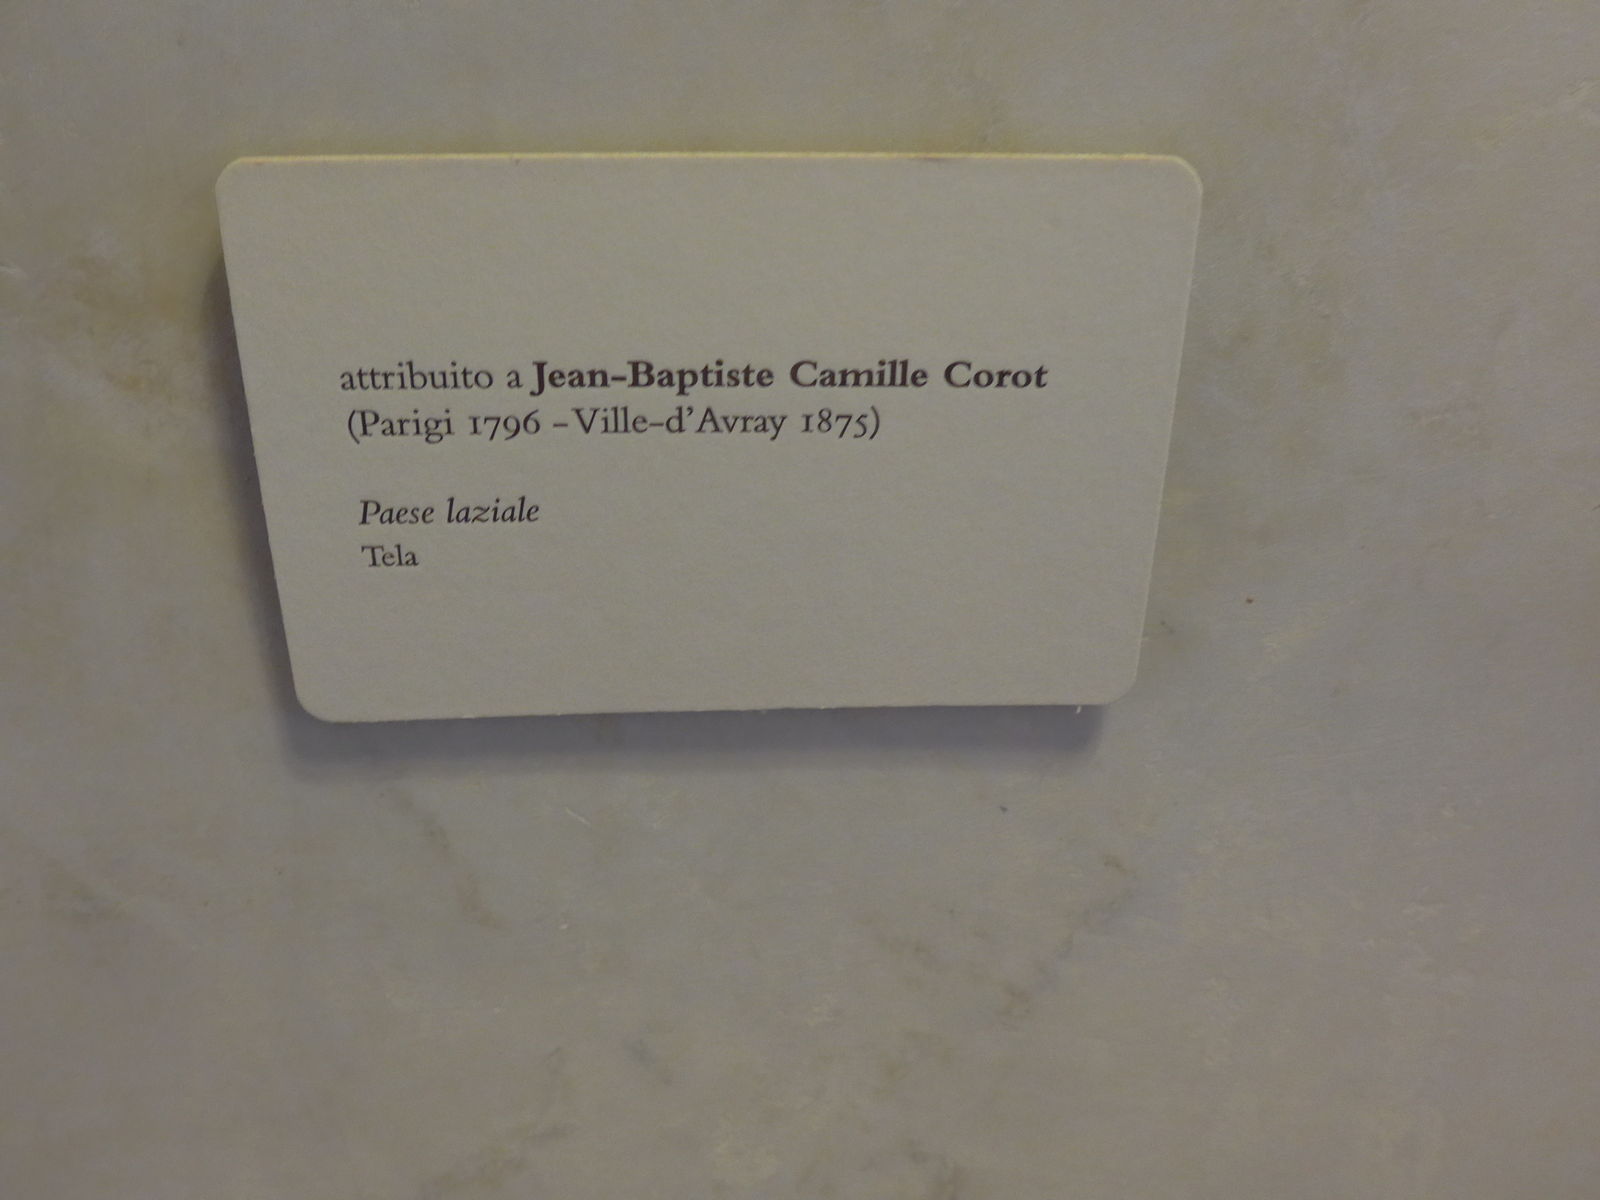 attribuito a Jean-Baptiste Camille Corot
(Parigi 1796 – Ville-d'Avray 1875)
Paese laziale
Tela